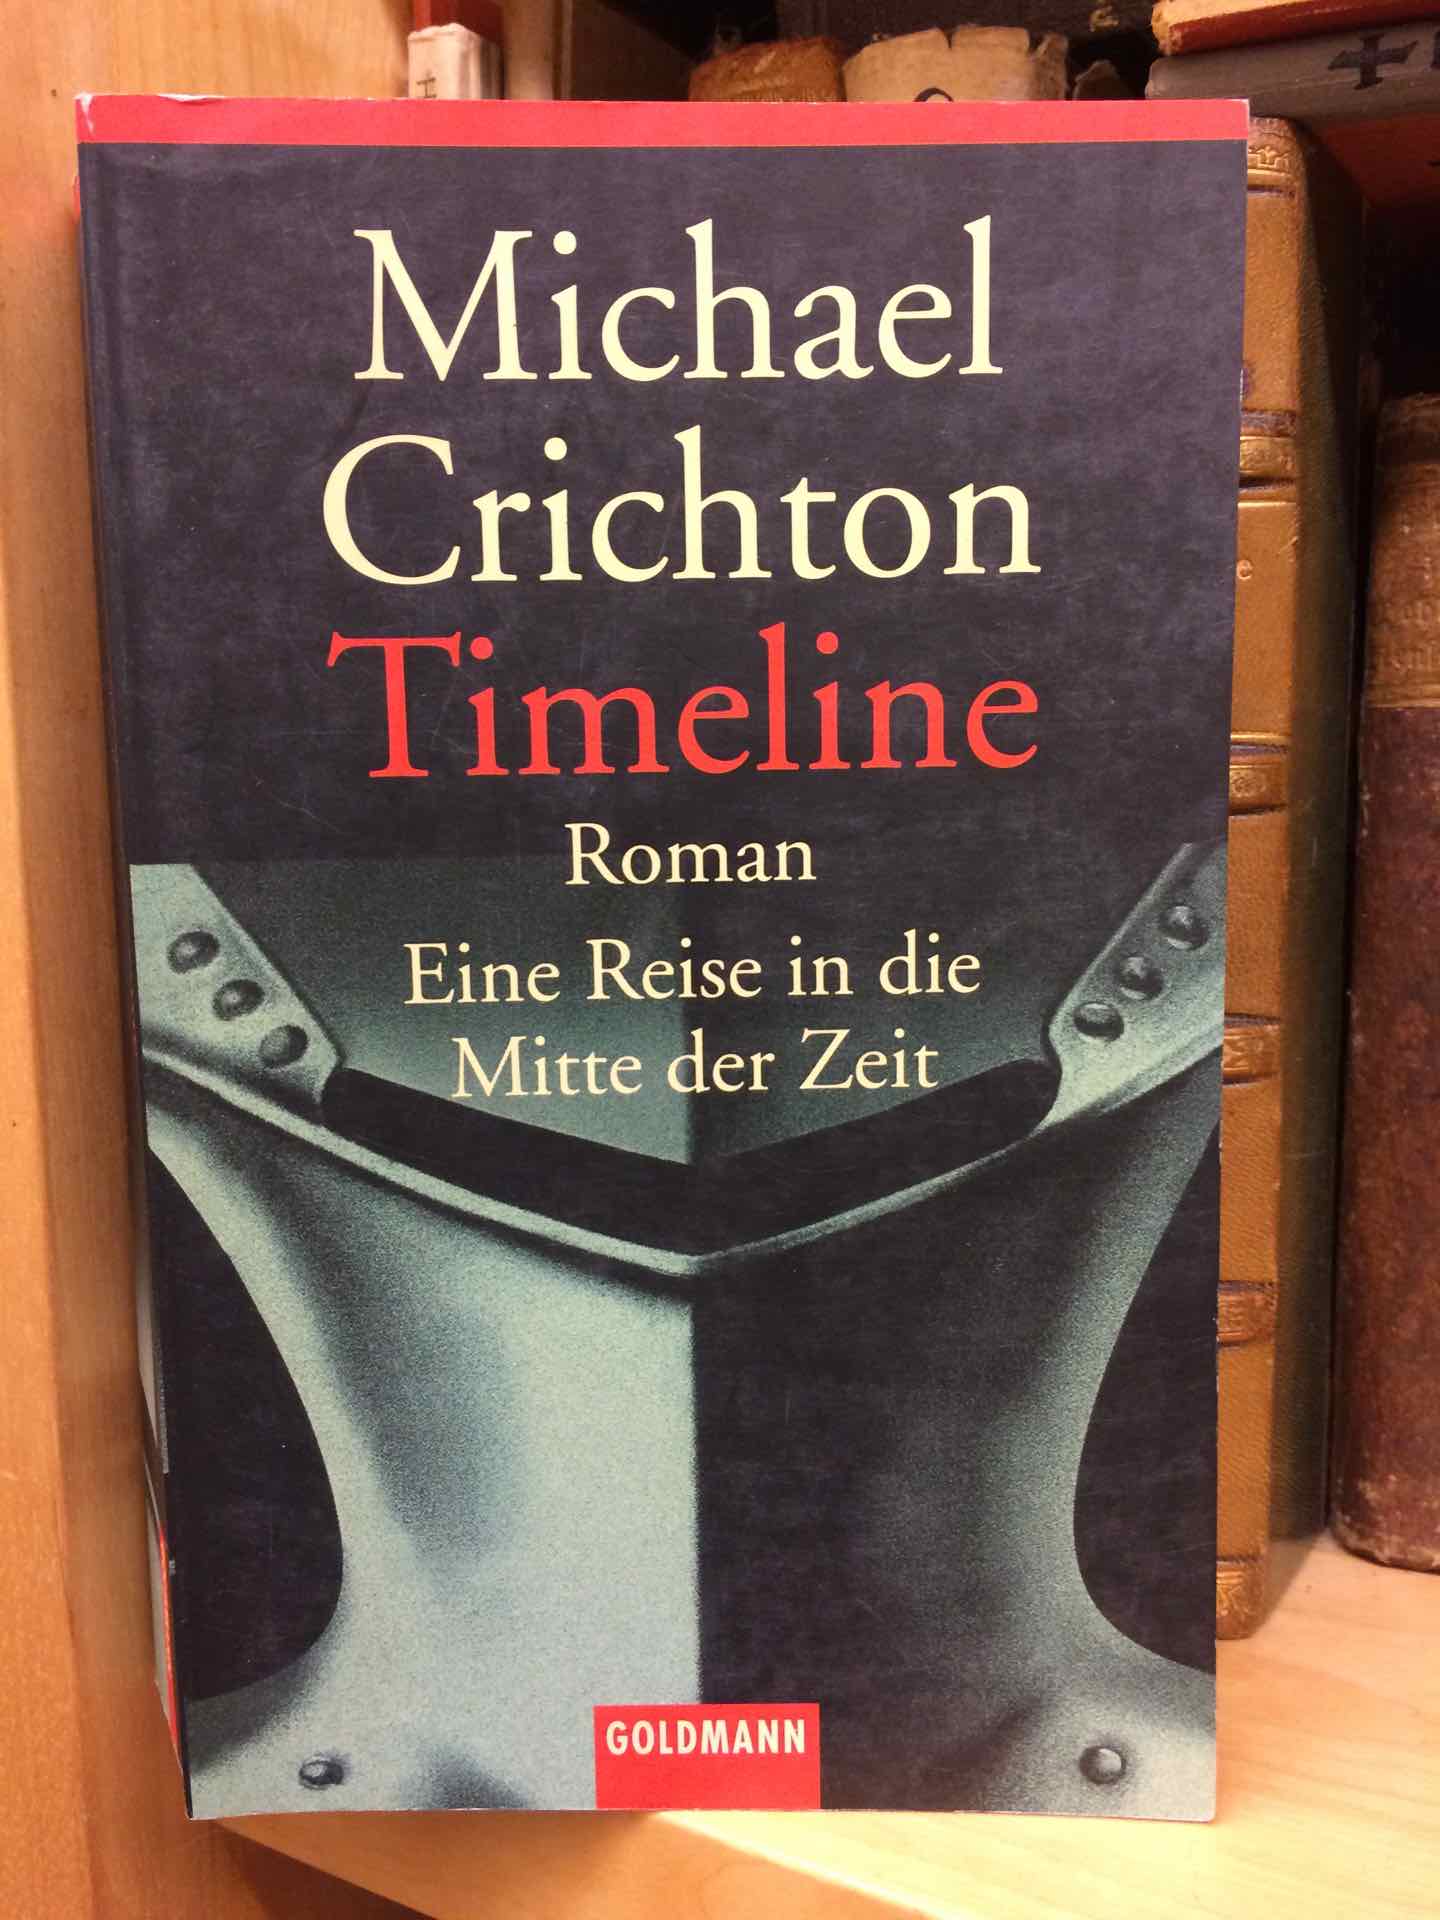 Michael
Crichton
Timeline
Roman
Eine Reise in die
Mitte der Zeit
GOLDMANN